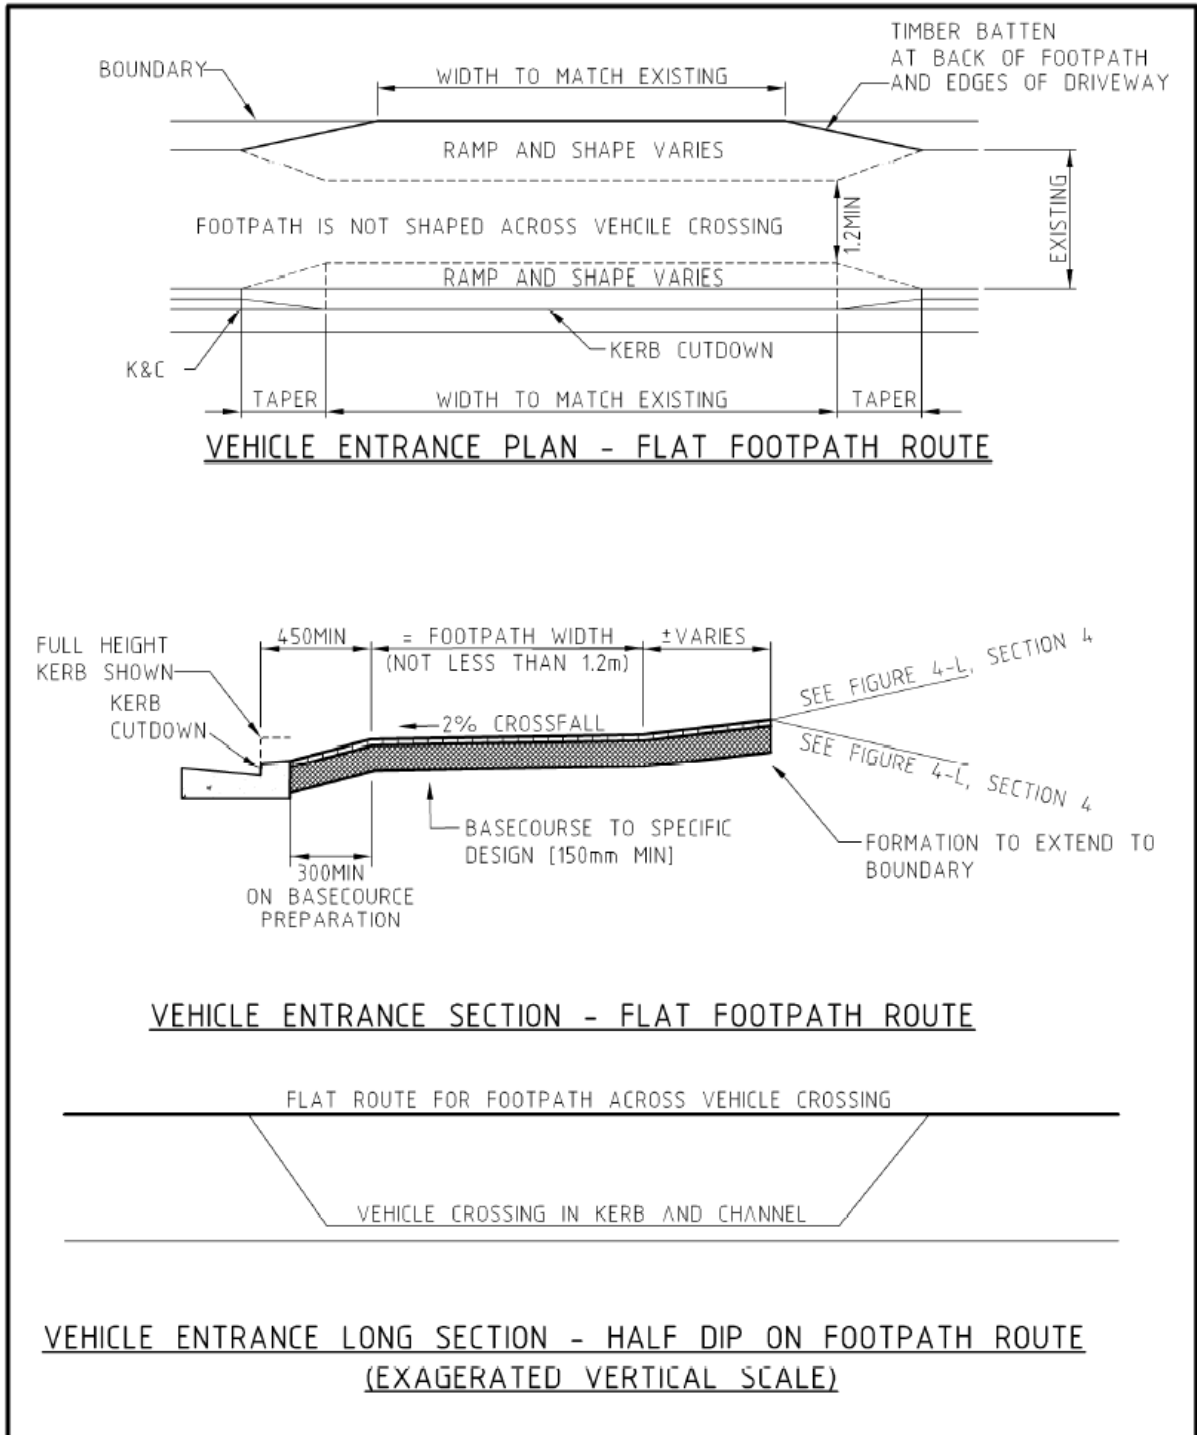 TIMBER BATTEN
AT BACK OF FOOTPATH
AND EDGES OF DRIVEWAY
BOUNDARY
WIDTH TO MATCH EXISTING
RAMP AND SHAPE VARIES
FOOTPATH IS NOT SHAPED ACROSS VEHCILE CROSSING
1.2MIN
EXISTING
RAMP AND SHAPE VARIES
KERB CUTDOWN
K&C
TAPER
WIDTH TO MATCH EXISTING
TAPER
VEHICLE ENTRANCE PLAN - FLAT FOOTPATH ROUTE
FULL HEIGHT
KERB SHOWN
KERB
CUTDOWN
450MIN
= FOOTPATH WIDTH
(NOT LESS THAN 1.2m)
±VARIES
SEE FIGURE 4-L, SECTION 4
2% CROSSFALL
SEE FIGURE 4-L, SECTION 4
BASECOURSE TO SPECIFIC
DESIGN [150mm MIN]
FORMATION TO EXTEND TO
BOUNDARY
300MIN
ON BASECOURCE
PREPARATION
VEHICLE ENTRANCE SECTION - FLAT FOOTPATH ROUTE
FLAT ROUTE FOR FOOTPATH ACROSS VEHICLE CROSSING
VEHICLE CROSSING IN KERB AND CHANNEL
VEHICLE ENTRANCE LONG SECTION - HALF DIP ON FOOTPATH ROUTE
(EXAGERATED VERTICAL SCALE)